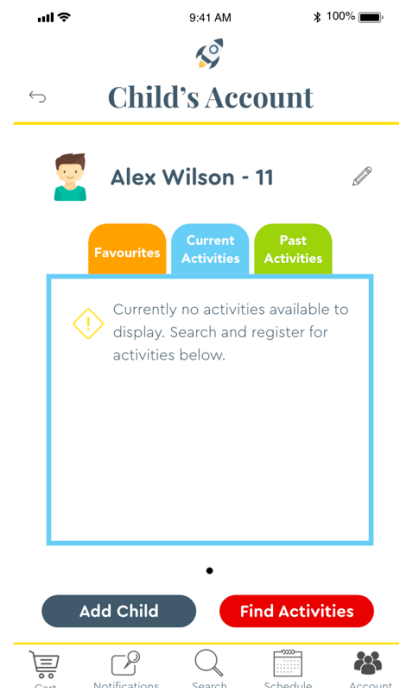 9:41 AM
100%
Child's Account
Alex Wilson - 11
Favourites
Current
Activities
Past
Activities
Currently no activities available to
display. Search and register for
activities below.
Add Child
Find Activities
Cart
Notifications
Search
Schedule
Account